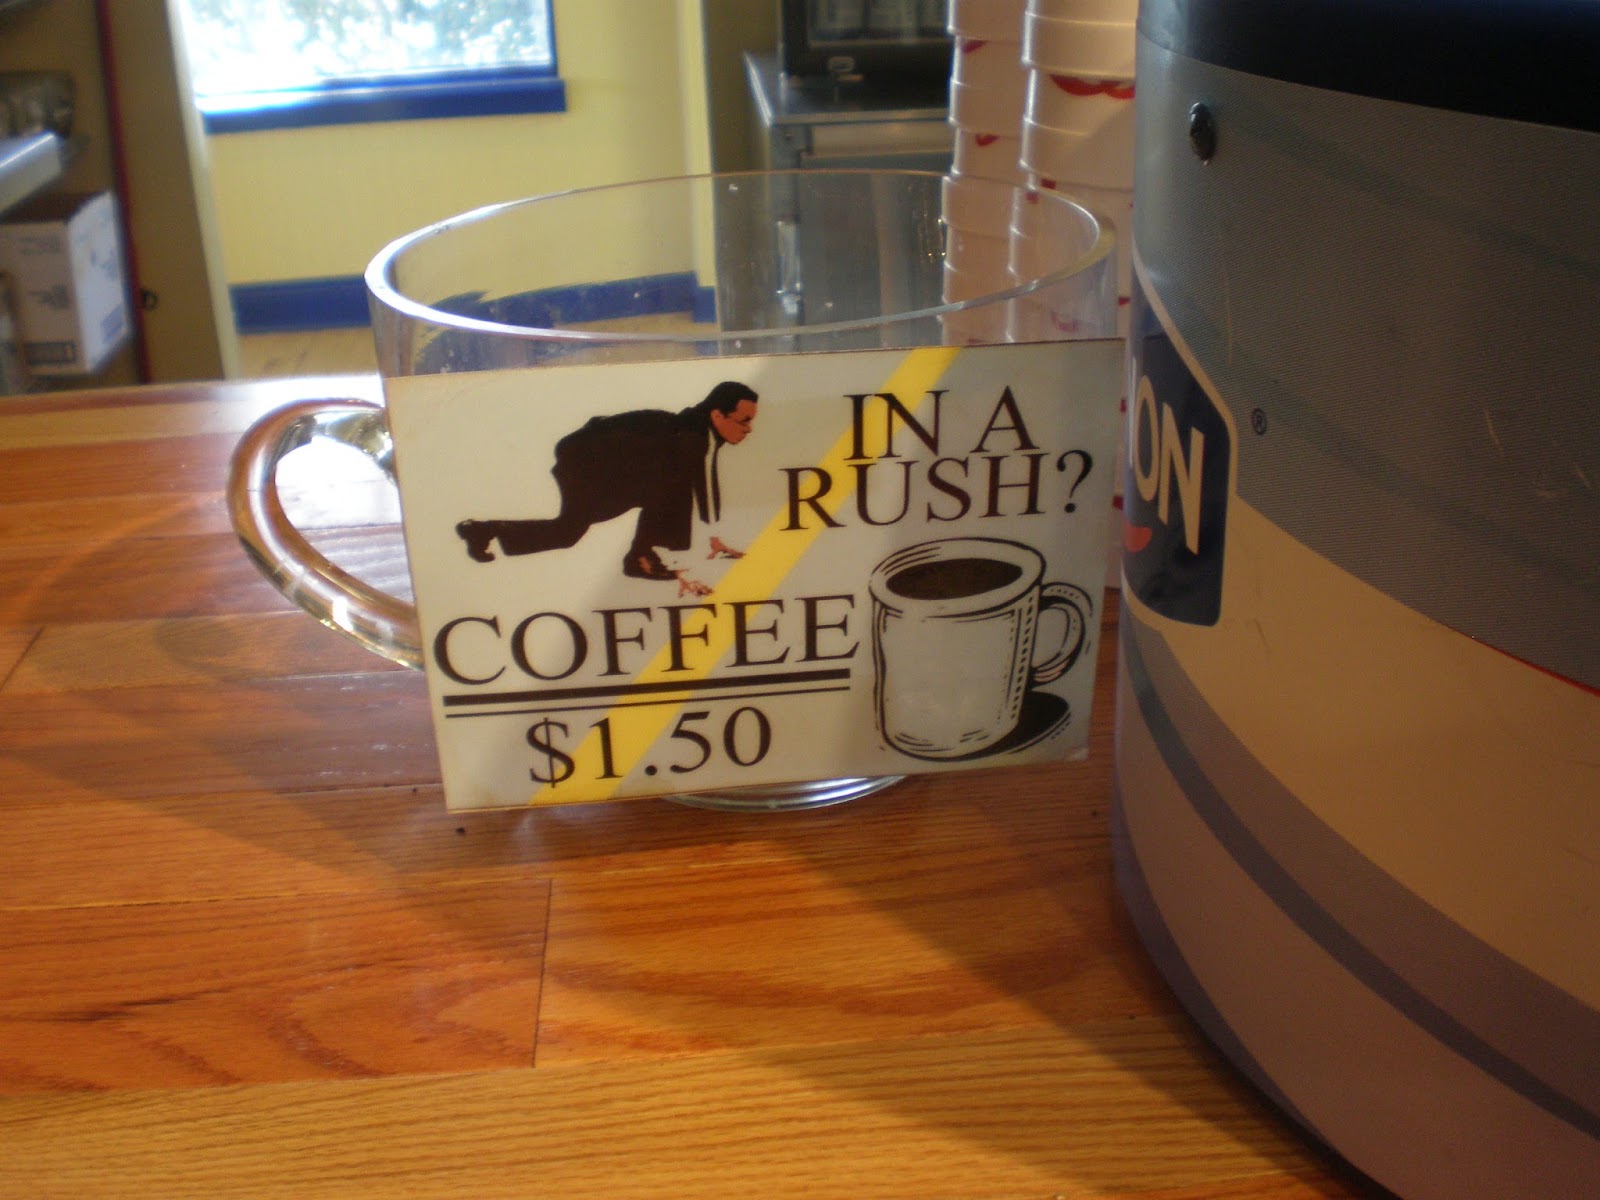 IN A
RUSH?
COFFEE
$1.50
ON
®